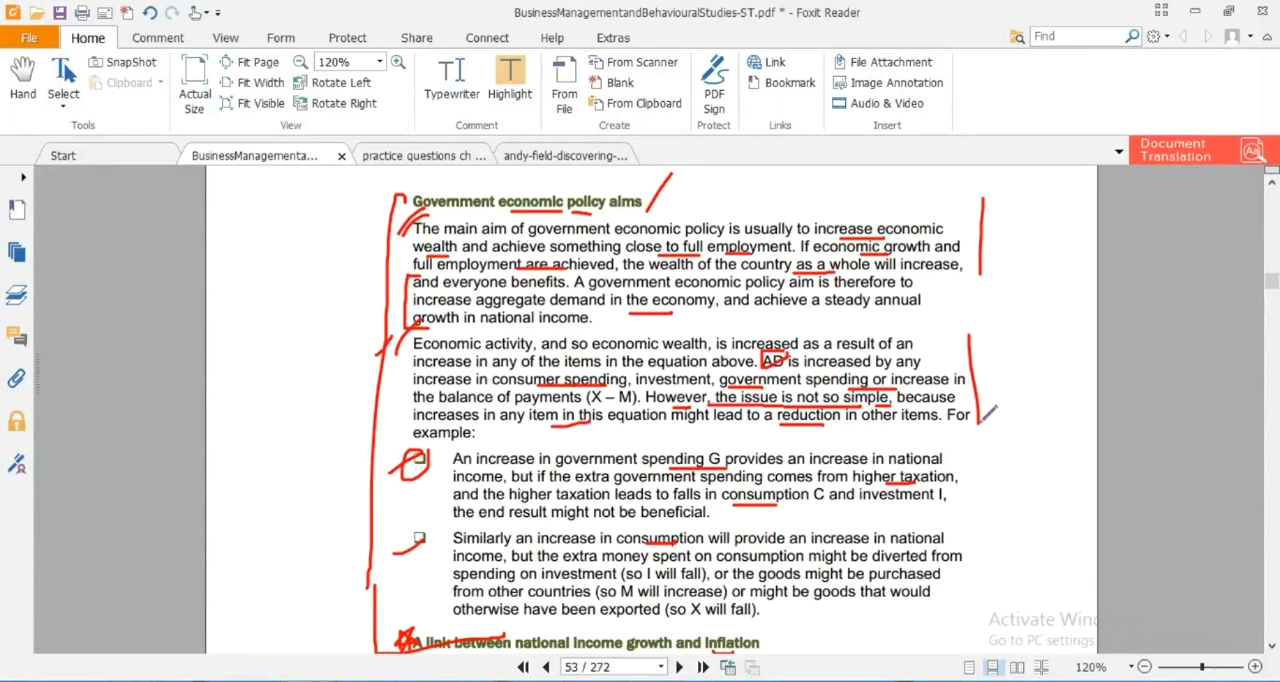 BusinessManagementandBehaviouralStudies-ST.pdf * - Foxit Reader
File Home Comment View Form Protect Share Connect Help Extras Find
Hand Select SnapShot Clipboard Actual Size Fit Page Fit Width Fit Visible 120% Rotate Left Rotate Right Typewriter Highlight From File From Scanner Blank From Clipboard PDF Sign Link Bookmark File Attachment Image Annotation Audio & Video
Tools View Comment Create Protect Links Insert
Start BusinessManagementa... practice questions ch ... andy-field-discovering-... Document Translation
Government economic policy aims
The main aim of government economic policy is usually to increase economic
wealth and achieve something close to full employment. If economic growth and
full employment are achieved, the wealth of the country as a whole will increase,
and everyone benefits. A government economic policy aim is therefore to
increase aggregate demand in the economy, and achieve a steady annual
growth in national income.
Economic activity, and so economic wealth, is increased as a result of an
increase in any of the items in the equation above. AD is increased by any
increase in consumer spending, investment, government spending or increase in
the balance of payments (X – M). However, the issue is not so simple, because
increases in any item in this equation might lead to a reduction in other items. For
example:
An increase in government spending G provides an increase in national
income, but if the extra government spending comes from higher taxation,
and the higher taxation leads to falls in consumption C and investment I,
the end result might not be beneficial.
Similarly an increase in consumption will provide an increase in national
income, but the extra money spent on consumption might be diverted from
spending on investment (so I will fall), or the goods might be purchased
from other countries (so M will increase) or might be goods that would
otherwise have been exported (so X will fall).
A link between national income growth and inflation
Activate Wind
Go to PC settings
53 / 272 120%